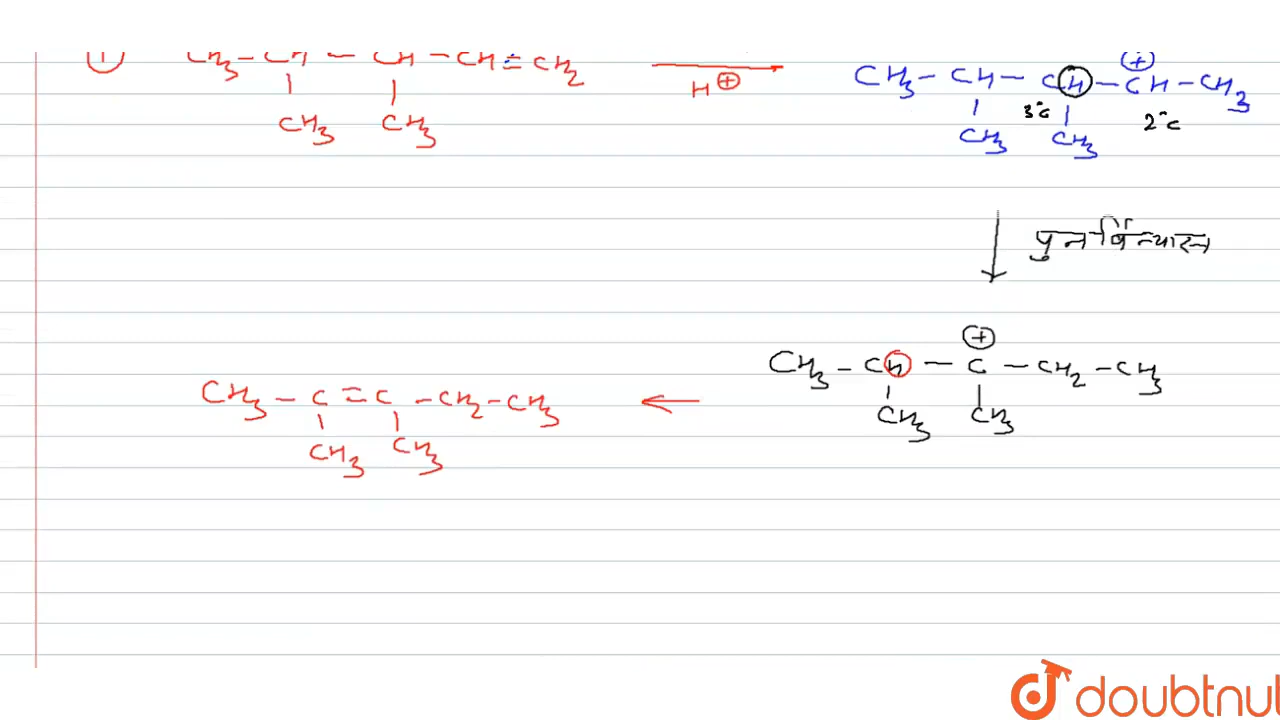 ① CH3 – CH – CH – CH = CH2
CH3 CH3
H⊕
⊕
CH3 – CH – CH – CH – CH3
3°c 2°c
CH3 CH3
पुनर्विन्यास
⊕
CH3 – CH – C – CH2 – CH3
CH3 CH3
CH3 – C = C – CH2 – CH3
CH3 CH3
doubtnut